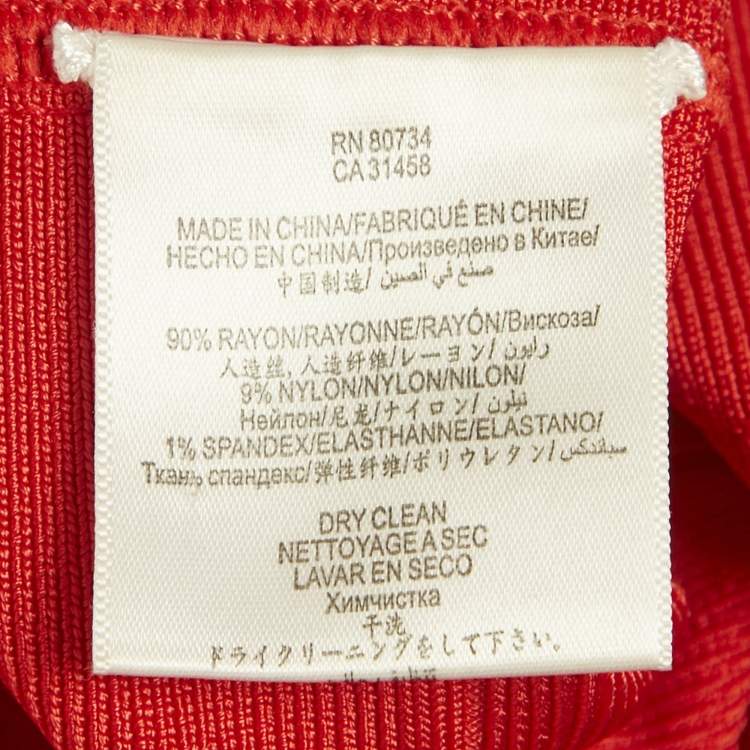 RN 80734
CA 31458
MADE IN CHINA/FABRIQUÉ EN CHINE/
HECHO EN CHINA/Произведено в Китае/
中国制造/ صنع في الصين/
90% RAYON/RAYONNE/RAYÓN/Вискоза/
人造丝, 人造纤维/レーヨン/ رايون/
9% NYLON/NYLON/NILON/
Нейлон/尼龙/ナイロン/ نيلون/
1% SPANDEX/ELASTHANNE/ELASTANO/
Ткань спандекс/弹性纤维/ポリウレタン/ سباندكس/
DRY CLEAN
NETTOYAGE A SEC
LAVAR EN SECO
Химчистка
干洗
ドライクリーニングをして下さい。